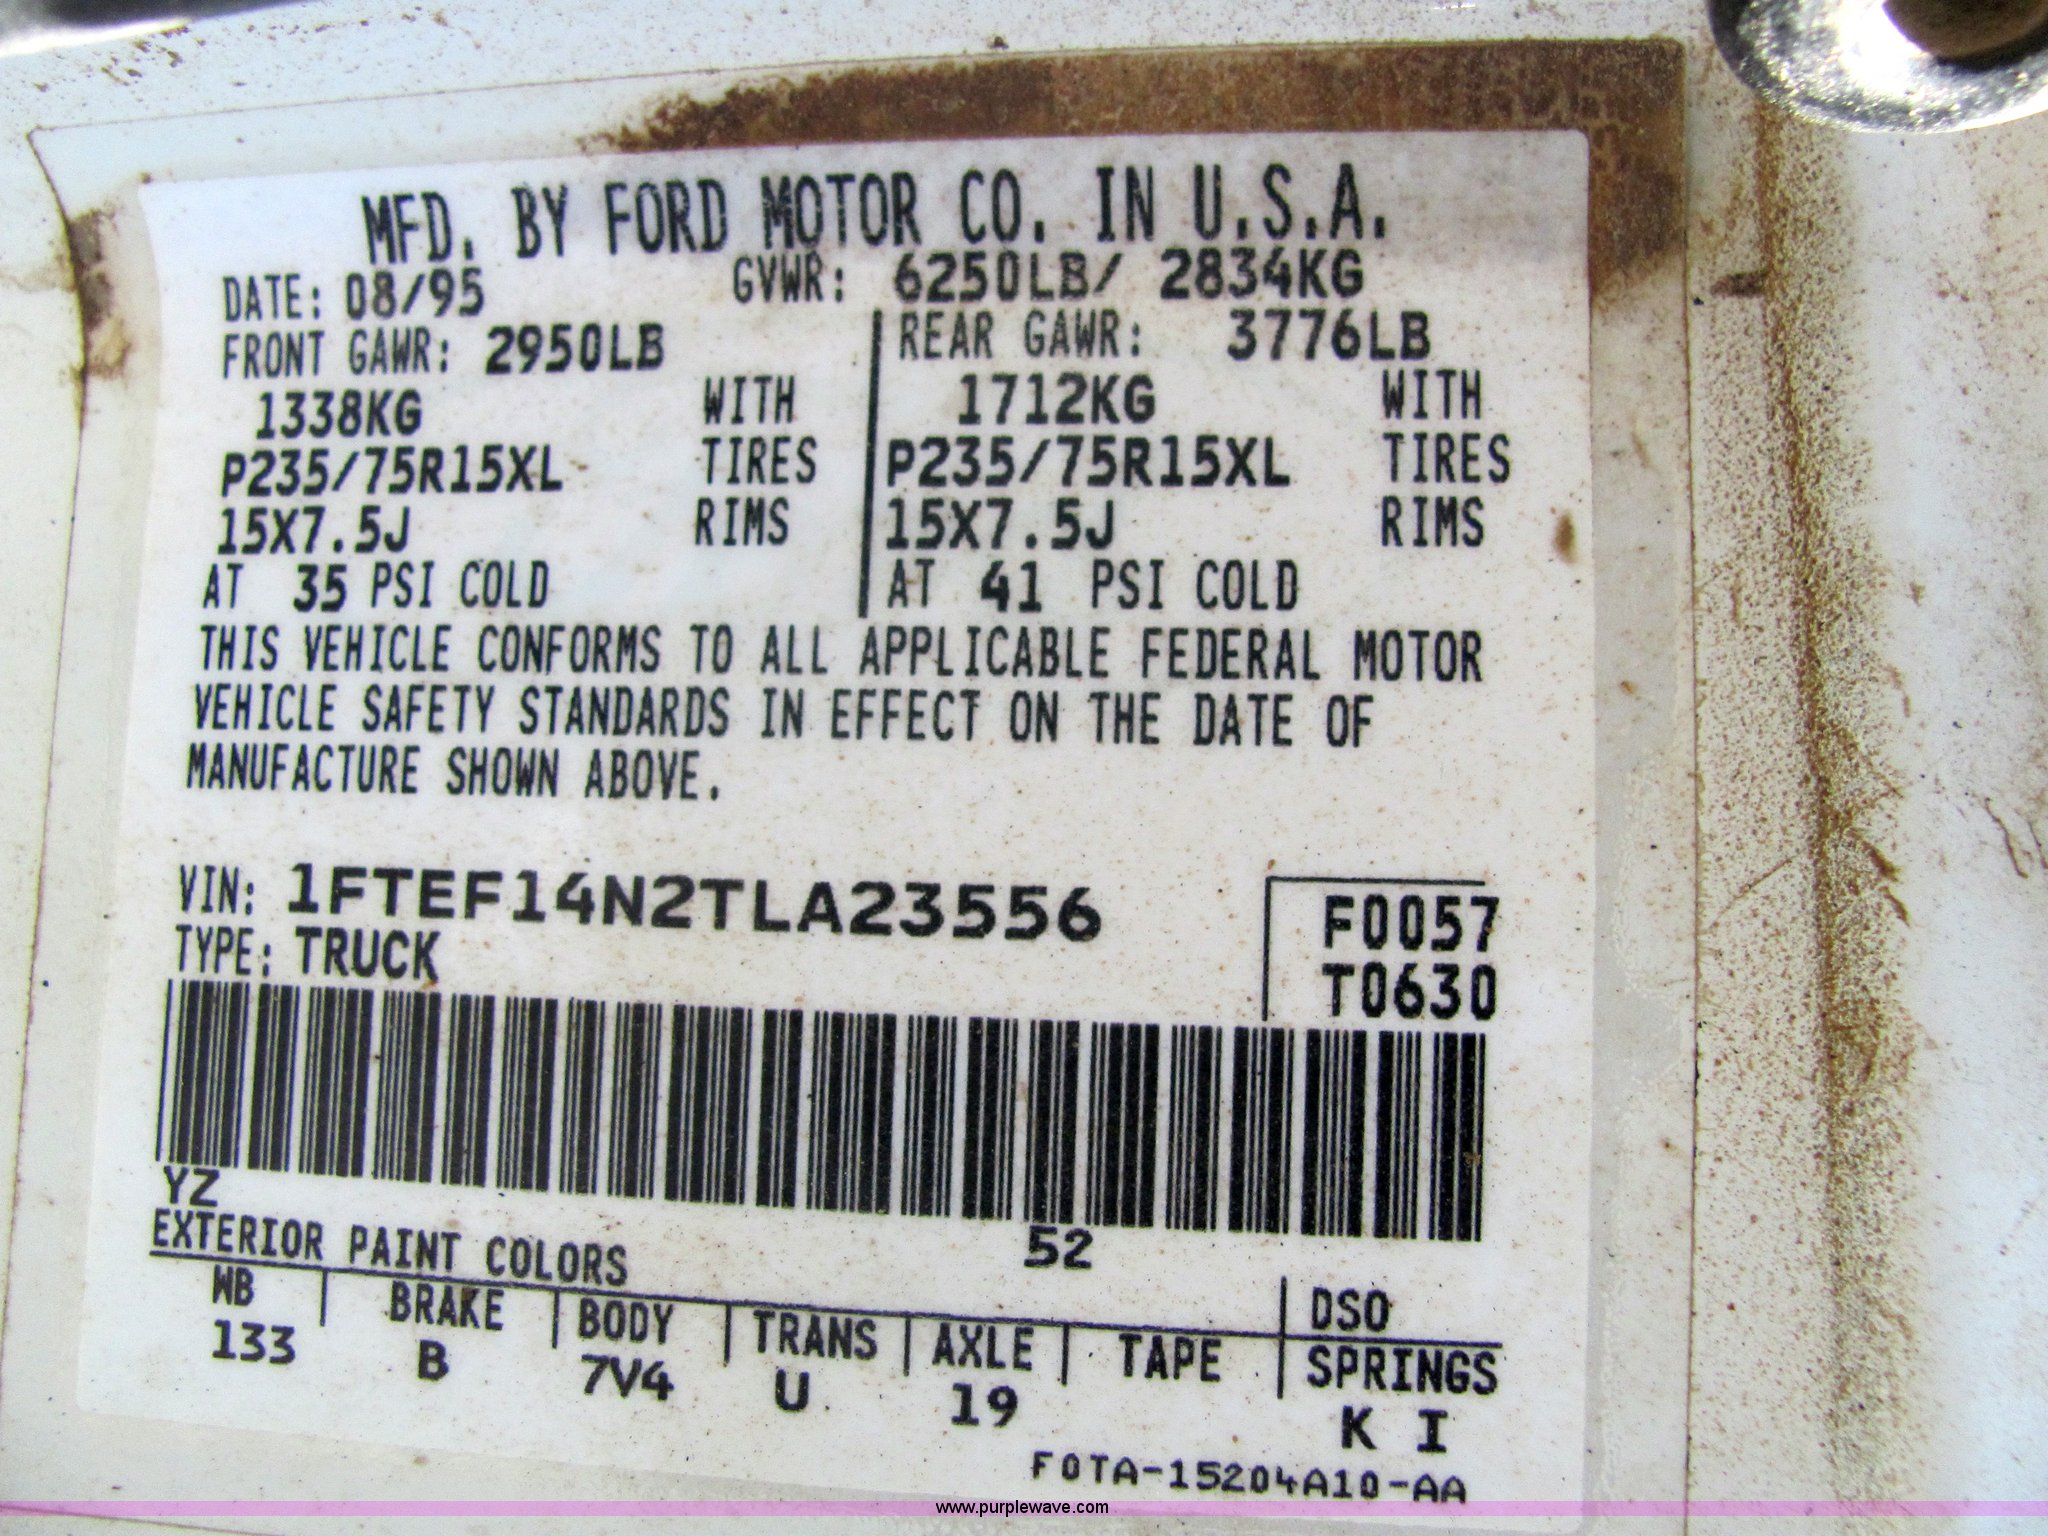 MFD. BY FORD MOTOR CO. IN U.S.A.
DATE: 08/95 GVWR: 6250LB/ 2834KG
FRONT GAWR: 2950LB REAR GAWR: 3776LB
1338KG WITH 1712KG WITH
P235/75R15XL TIRES P235/75R15XL TIRES
15X7.5J RIMS 15X7.5J RIMS
AT 35 PSI COLD AT 41 PSI COLD
THIS VEHICLE CONFORMS TO ALL APPLICABLE FEDERAL MOTOR
VEHICLE SAFETY STANDARDS IN EFFECT ON THE DATE OF
MANUFACTURE SHOWN ABOVE.
VIN: 1FTEF14N2TLA23556 F0057
TYPE: TRUCK T0630
YZ
EXTERIOR PAINT COLORS 52 DSO
WB BRAKE BODY TRANS AXLE TAPE SPRINGS
133 B 7V4 U 19 K I
F0TA-15204A10-AA
www.purplewave.com